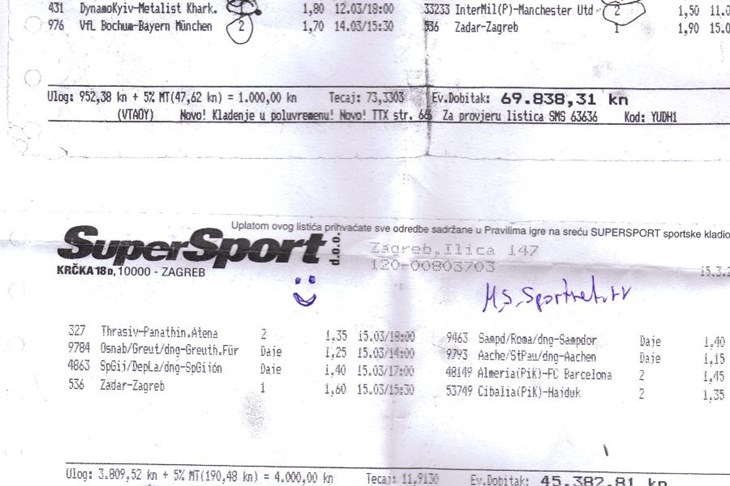 431 DynamoKyiv-Metalist Khark. 1,80 12.03/18:00 33233 InterMil(P)-Manchester Utd 2 1,50 11.0
976 VfL Bochum-Bayern München 2 1,70 14.03/15:30 536 Zadar-Zagreb 1 1,90 15.0
Ulog: 952,38 kn + 5% MT(47,62 kn) = 1.000,00 kn Tecaj: 73,3303 Ev.Dobitak: 69.838,31 kn
(VTAOY) Novo! Kladenje u poluvremenu! Novo! TTX str. 66 Za provjeru listica SMS 63636 Kod: YUDH1
Uplatom ovog listića prihvaćate sve odredbe sadržane u Pravilima igre na sreću SUPERSPORT sportske kladio
SuperSport d.o.o. Zagreb,Ilica 147
KRČKA 18D, 10000 - ZAGREB 120-00803703 15.3.2
M.S.
327 Thrasiv-Panathin.Atena 2 1,35 15.03/18:00 9463 Sampd/Roma/dng-Sampdor Daje 1,40
9784 Osnab/Greut/dng-Greuth.Für Daje 1,25 15.03/14:00 9793 Aache/StPau/dng-Aachen Daje 1,15
4863 SpGij/DepLa/dng-SpGijón Daje 1,40 15.03/17:00 48149 Almeria(PiK)-FC Barcelona 2 1,45
536 Zadar-Zagreb 1 1,60 15.03/15:30 53749 Cibalia(PiK)-Hajduk 2 1,35
Ulog: 3.809,52 kn + 5% MT(190,48 kn) = 4.000,00 kn Tecaj: 11,9130 Ev.Dobitak: 45.382,81 kn